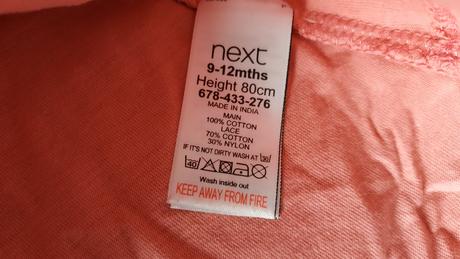 next
9-12mths
Height 80cm
678-433-276
MADE IN INDIA
MAIN
100% COTTON
LACE
70% COTTON
30% NYLON
IF IT'S NOT DIRTY WASH AT 30
40
Wash inside out
KEEP AWAY FROM FIRE